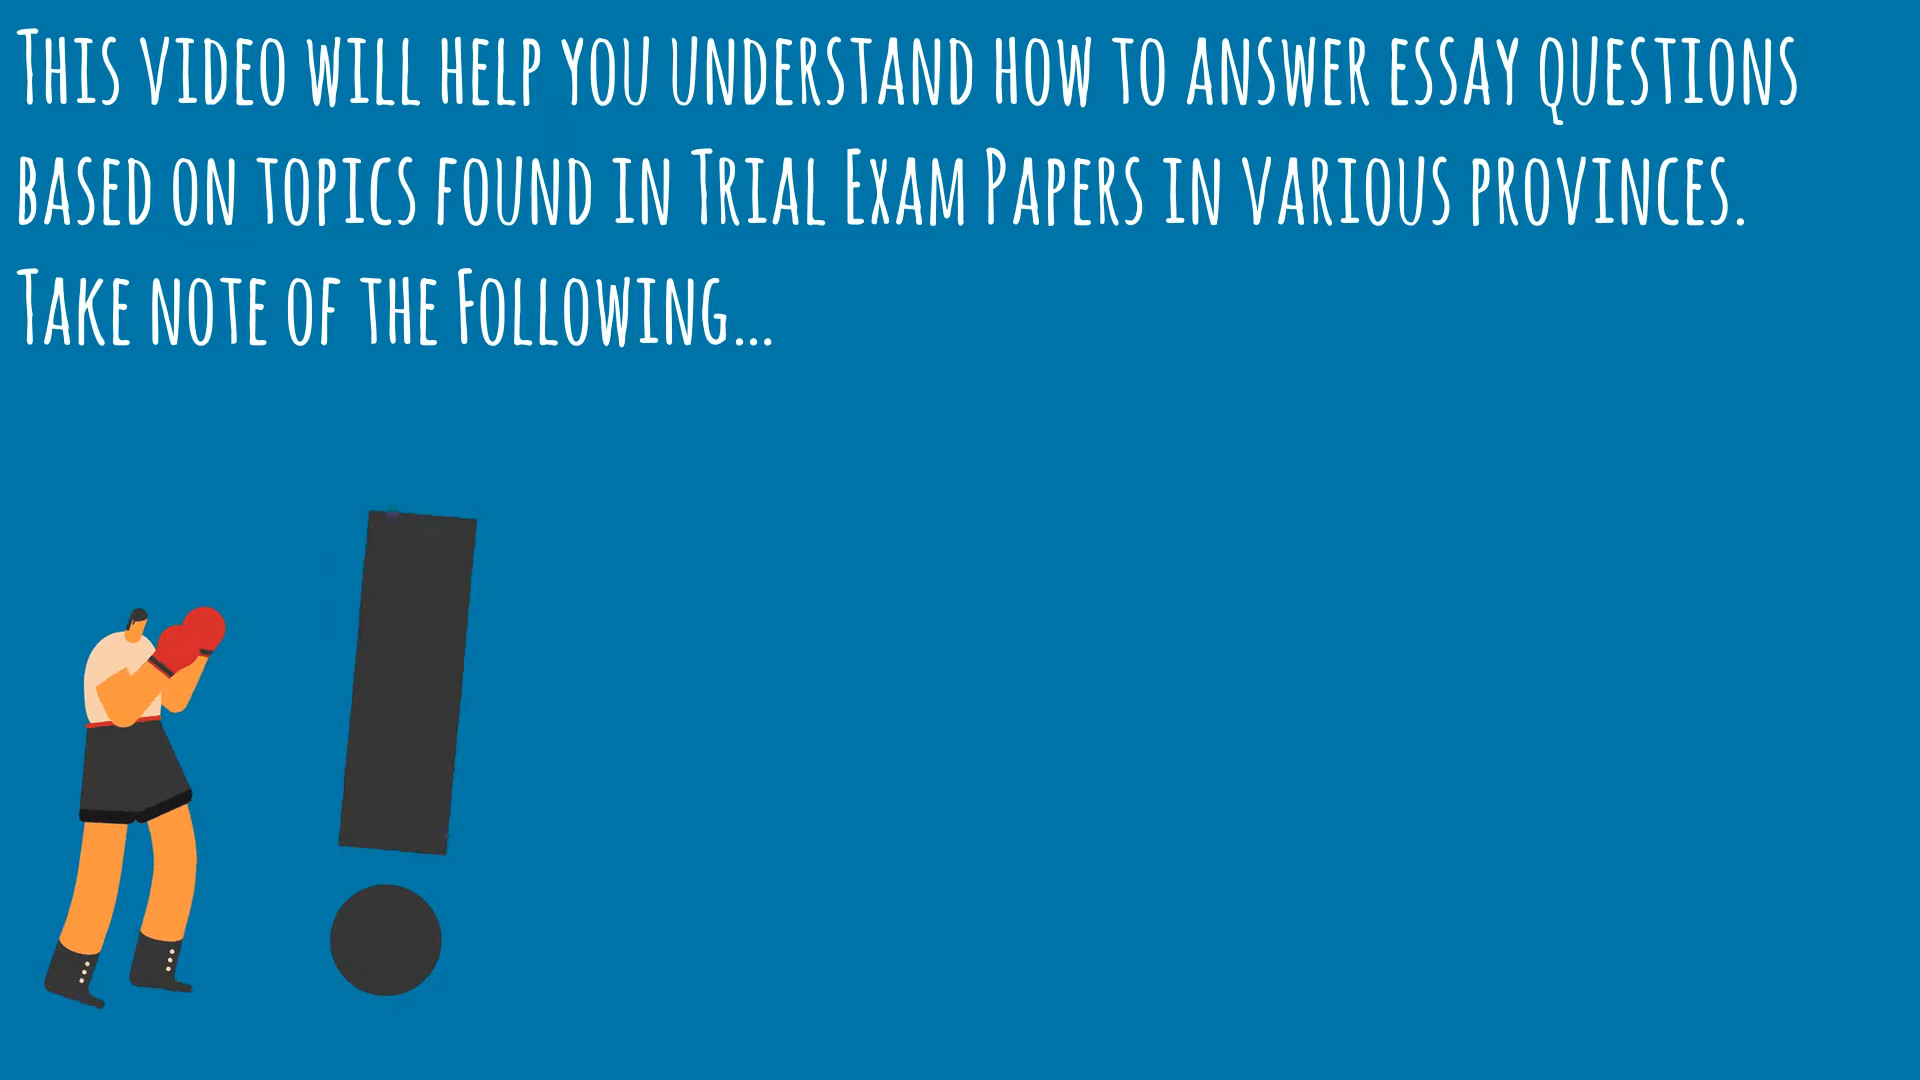 This video will help you understand how to answer essay questions
based on topics found in Trial Exam Papers in various provinces.
Take note of the Following...